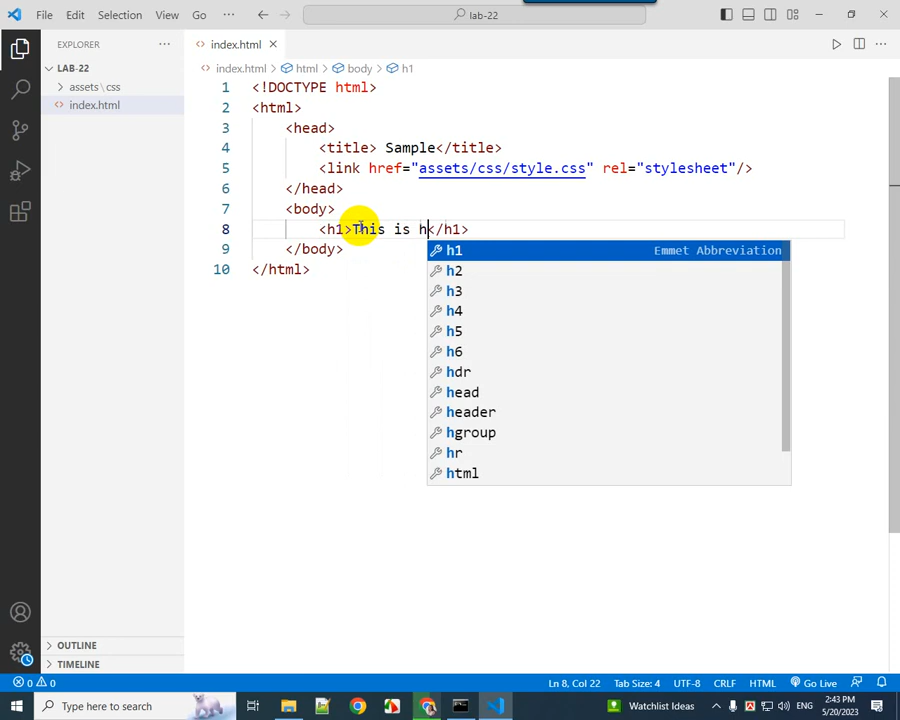 File Edit Selection View Go ··· lab-22
EXPLORER ···
index.html
LAB-22
assets\css
index.html
index.html > html > body > h1
1 <!DOCTYPE html>
2 <html>
3 <head>
4 <title> Sample</title>
5 <link href="assets/css/style.css" rel="stylesheet"/>
6 </head>
7 <body>
8 <h1>This is h</h1>
9 </body>
10 </html>
h1 Emmet Abbreviation
h2
h3
h4
h5
h6
hdr
head
header
hgroup
hr
html
OUTLINE
TIMELINE
0 0 Ln 8, Col 22 Tab Size: 4 UTF-8 CRLF HTML Go Live
Type here to search Watchlist Ideas 2:43 PM
5/20/2023